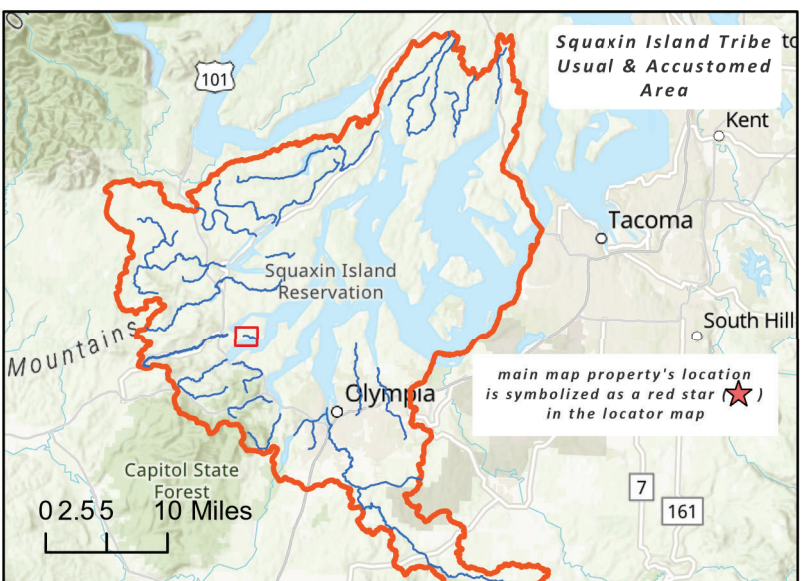 Squaxin Island Tribe
Usual & Accustomed
Area
101
Kent
Tacoma
Squaxin Island
Reservation
South Hill
Mountains
main map property's location
is symbolized as a red star ( )
in the locator map
Olympia
Capitol State
Forest
7
161
0 2.5 5 10 Miles